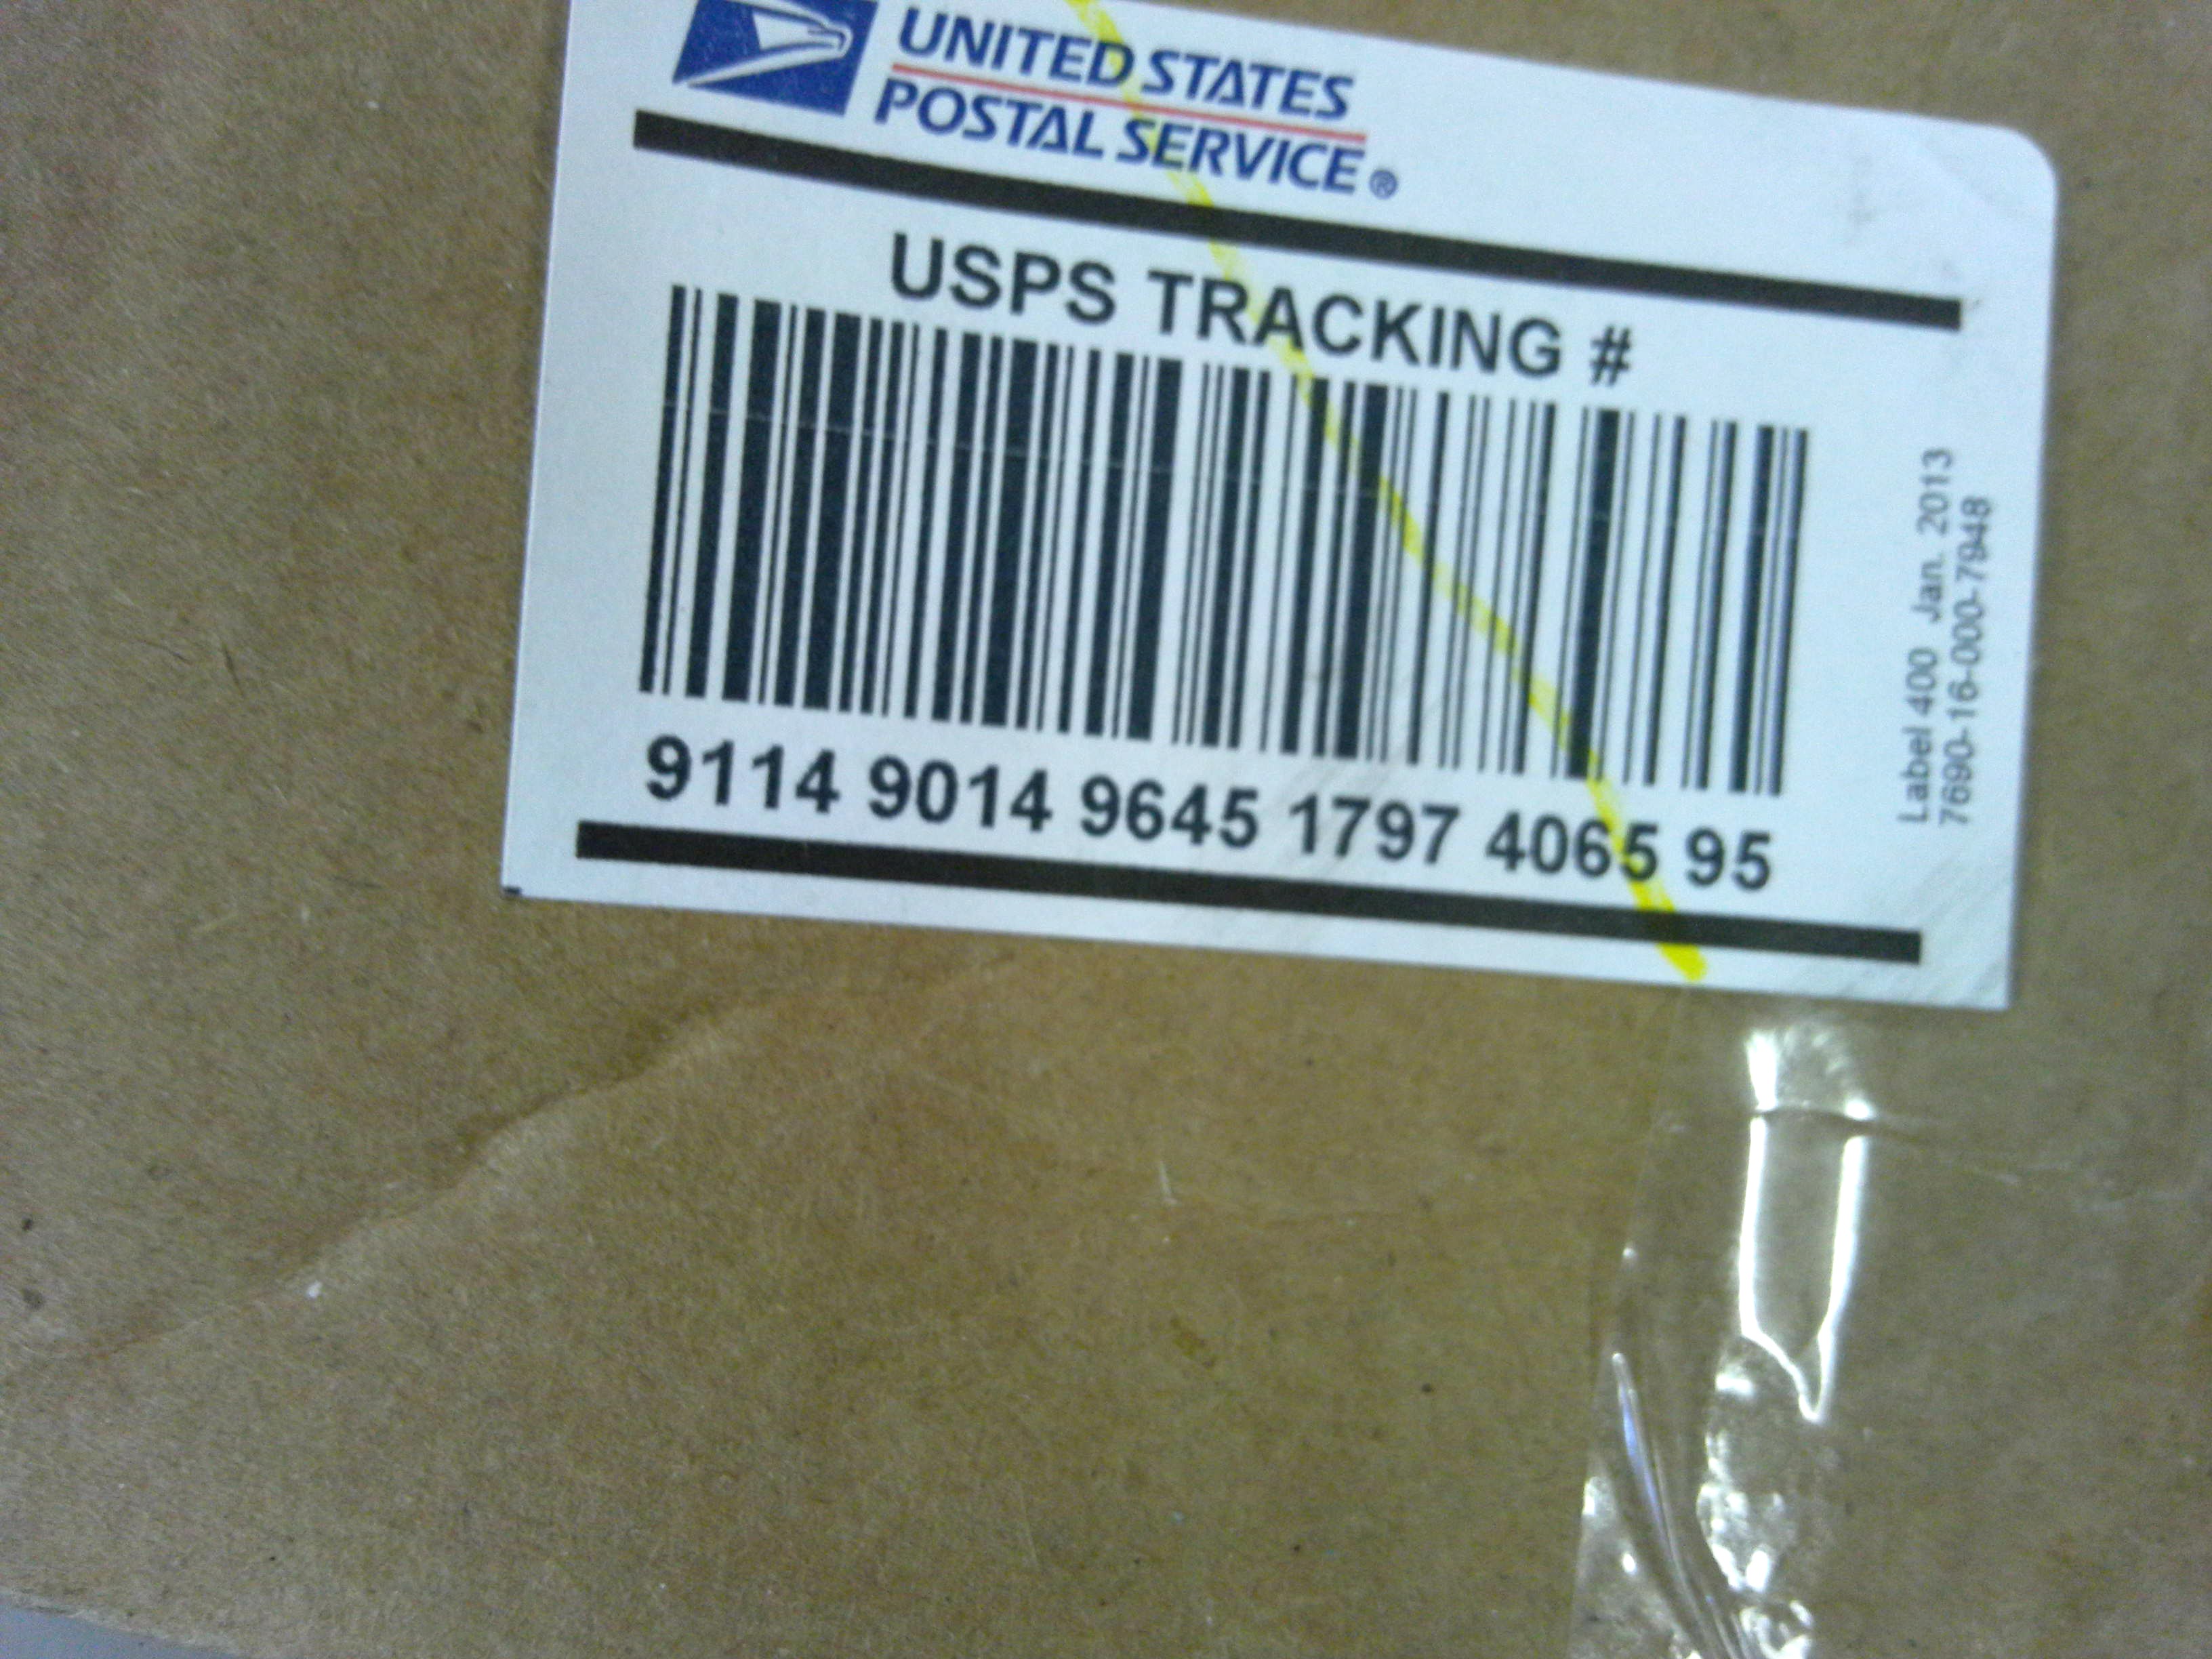 UNITED STATES
POSTAL SERVICE®
USPS TRACKING #
9114 9014 9645 1797 4065 95
Label 400 Jan. 2013
7690-16-000-7948